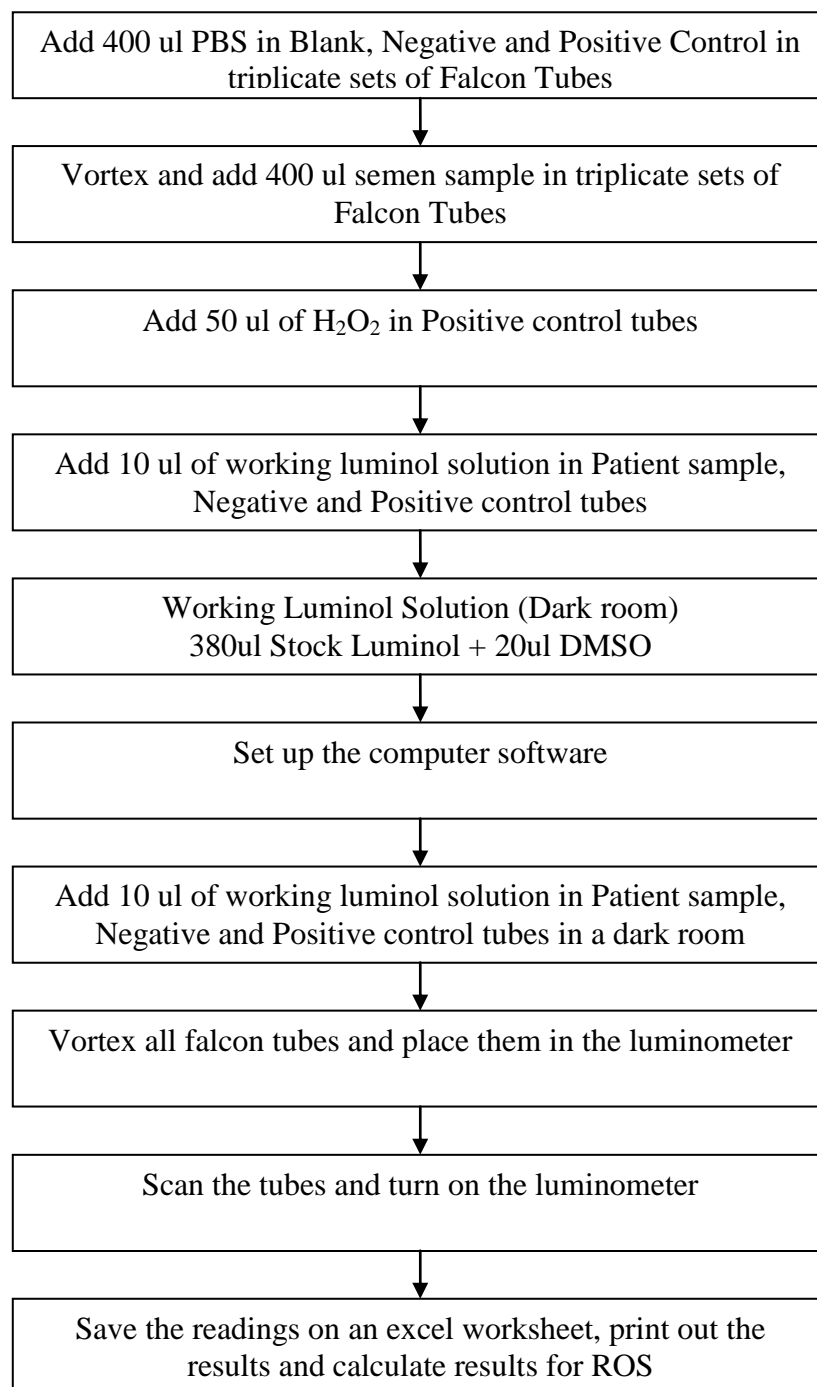 Add 400 ul PBS in Blank, Negative and Positive Control in
triplicate sets of Falcon Tubes
Vortex and add 400 ul semen sample in triplicate sets of
Falcon Tubes
Add 50 ul of H₂O₂ in Positive control tubes
Add 10 ul of working luminol solution in Patient sample,
Negative and Positive control tubes
Working Luminol Solution (Dark room)
380ul Stock Luminol + 20ul DMSO
Set up the computer software
Add 10 ul of working luminol solution in Patient sample,
Negative and Positive control tubes in a dark room
Vortex all falcon tubes and place them in the luminometer
Scan the tubes and turn on the luminometer
Save the readings on an excel worksheet, print out the
results and calculate results for ROS